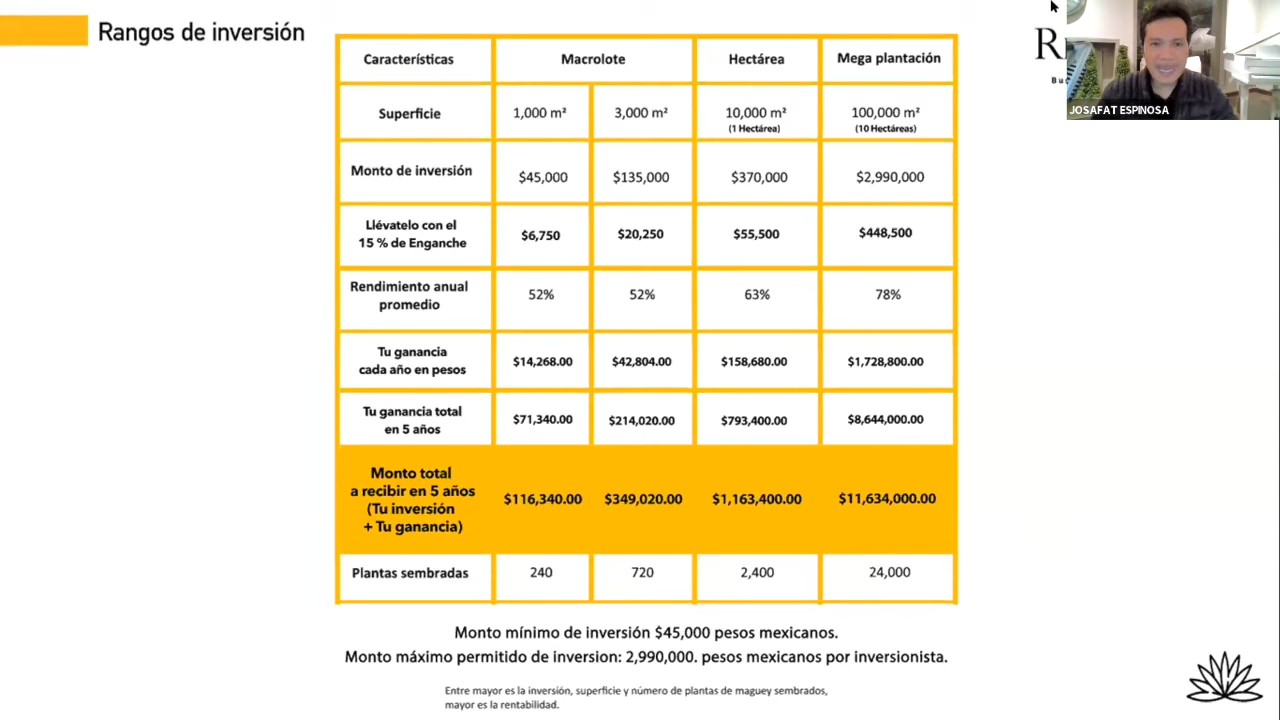 Rangos de inversión
R
Bu
JOSAFAT ESPINOSA
Características Macrolote Hectárea Mega plantación
Superficie 1,000 m² 3,000 m² 10,000 m² 100,000 m²
(1 Hectárea) (10 Hectáreas)
Monto de inversión $45,000 $135,000 $370,000 $2,990,000
Llévatelo con el
15 % de Enganche $6,750 $20,250 $55,500 $448,500
Rendimiento anual
promedio 52% 52% 63% 78%
Tu ganancia
cada año en pesos $14,268.00 $42,804.00 $158,680.00 $1,728,800.00
Tu ganancia total
en 5 años $71,340.00 $214,020.00 $793,400.00 $8,644,000.00
Monto total
a recibir en 5 años
(Tu inversión
+ Tu ganancia) $116,340.00 $349,020.00 $1,163,400.00 $11,634,000.00
Plantas sembradas 240 720 2,400 24,000
Monto mínimo de inversión $45,000 pesos mexicanos.
Monto máximo permitido de inversion: 2,990,000. pesos mexicanos por inversionista.
Entre mayor es la inversión, superficie y número de plantas de maguey sembrados,
mayor es la rentabilidad.